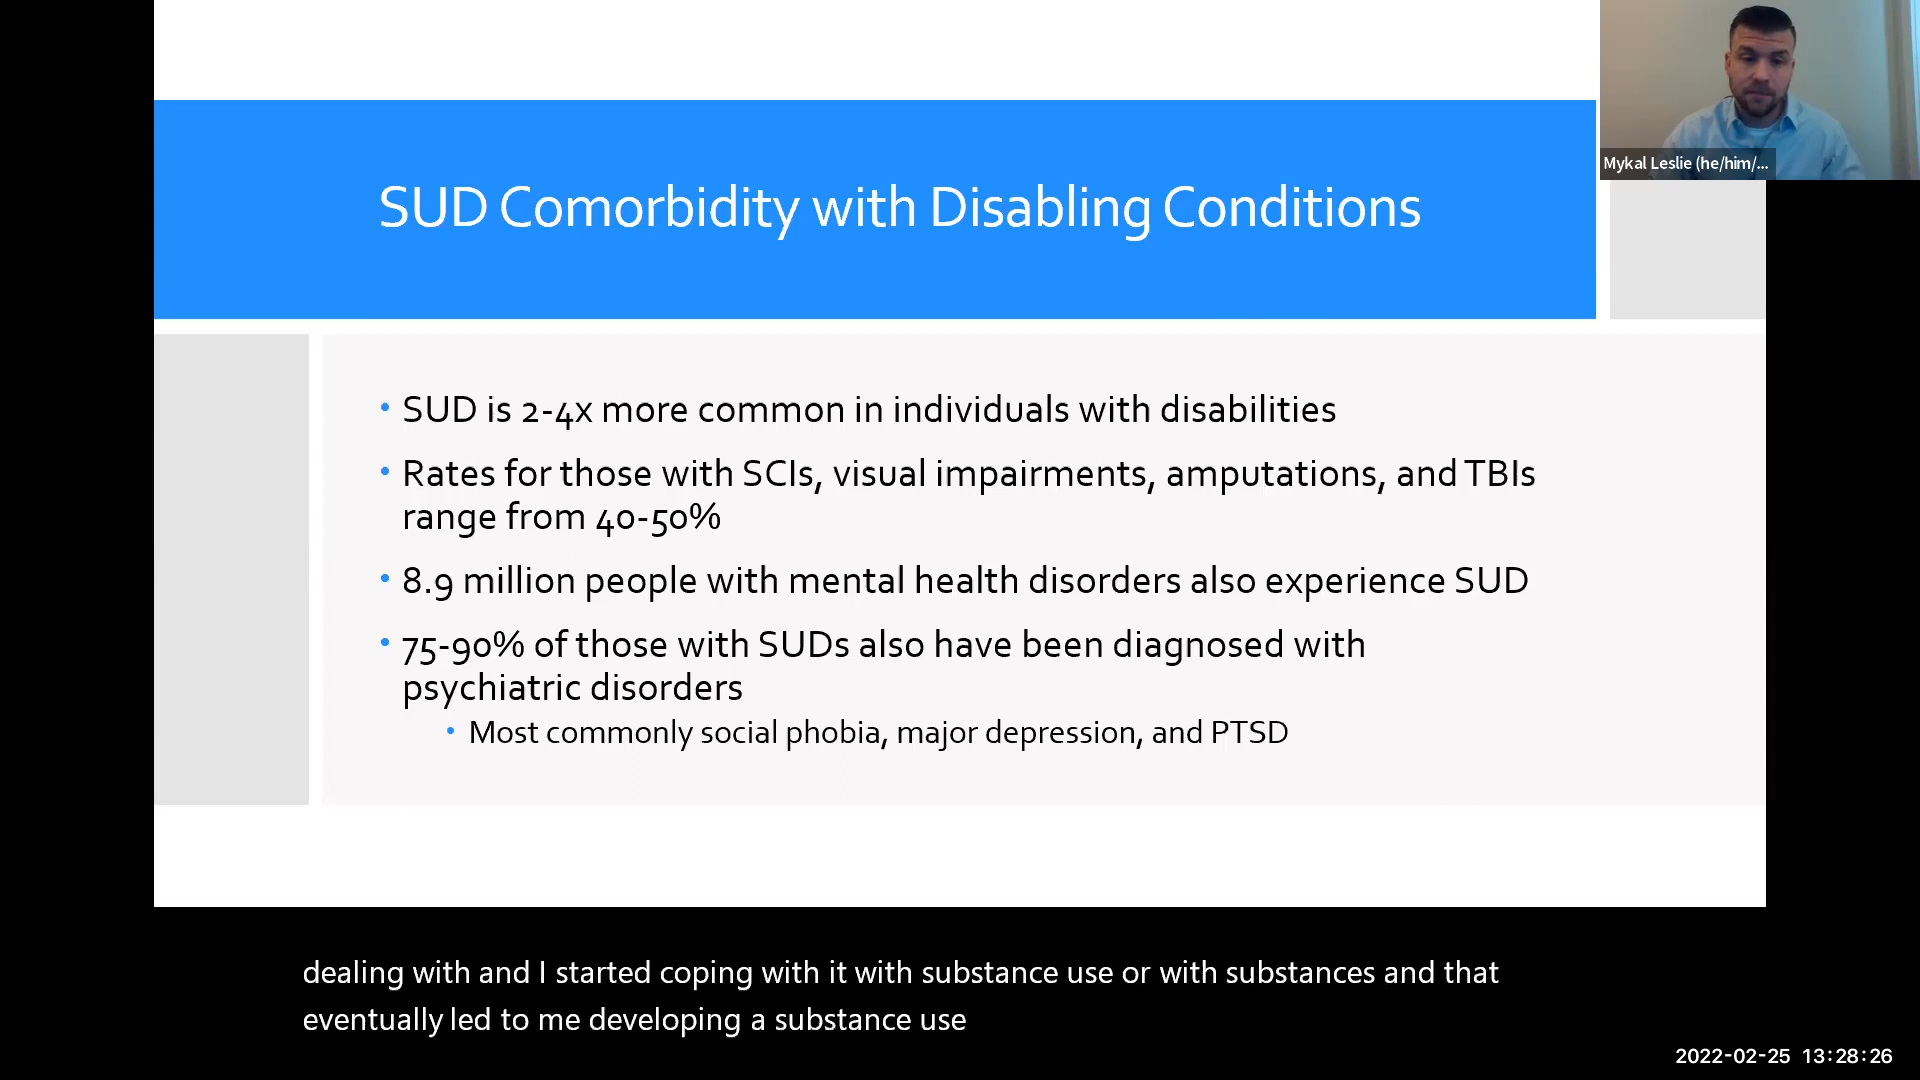 Mykal Leslie (he/him/...
SUD Comorbidity with Disabling Conditions
• SUD is 2-4x more common in individuals with disabilities
• Rates for those with SCIs, visual impairments, amputations, and TBIs
range from 40-50%
• 8.9 million people with mental health disorders also experience SUD
• 75-90% of those with SUDs also have been diagnosed with
psychiatric disorders
• Most commonly social phobia, major depression, and PTSD
dealing with and I started coping with it with substance use or with substances and that
eventually led to me developing a substance use
2022-02-25 13:28:26